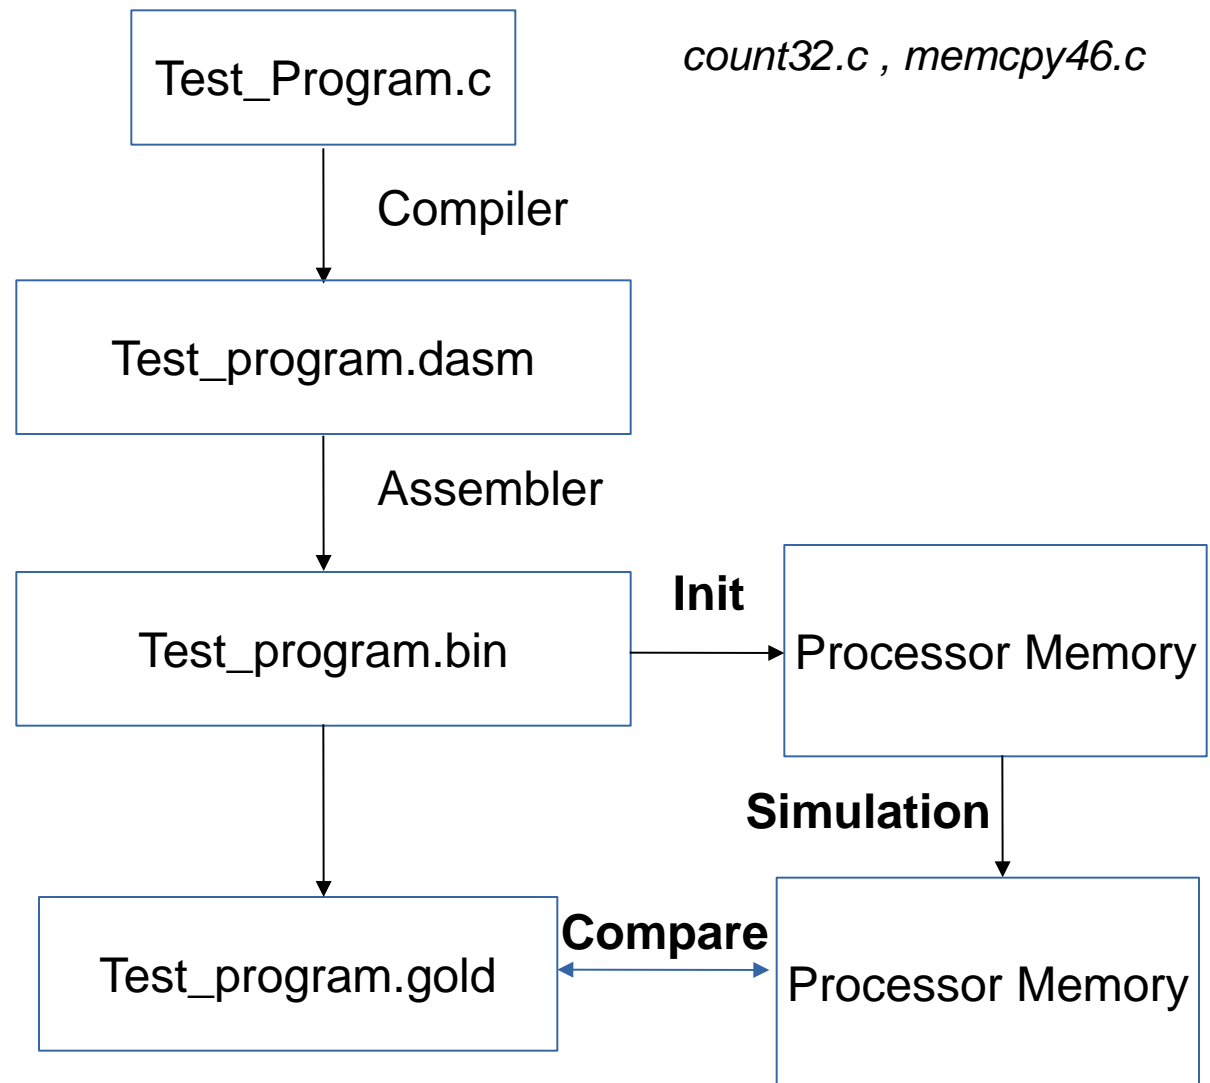 Test_Program.c
count32.c , memcpy46.c
Compiler
Test_program.dasm
Assembler
Test_program.bin
Init
Processor Memory
Simulation
Test_program.gold
Compare
Processor Memory